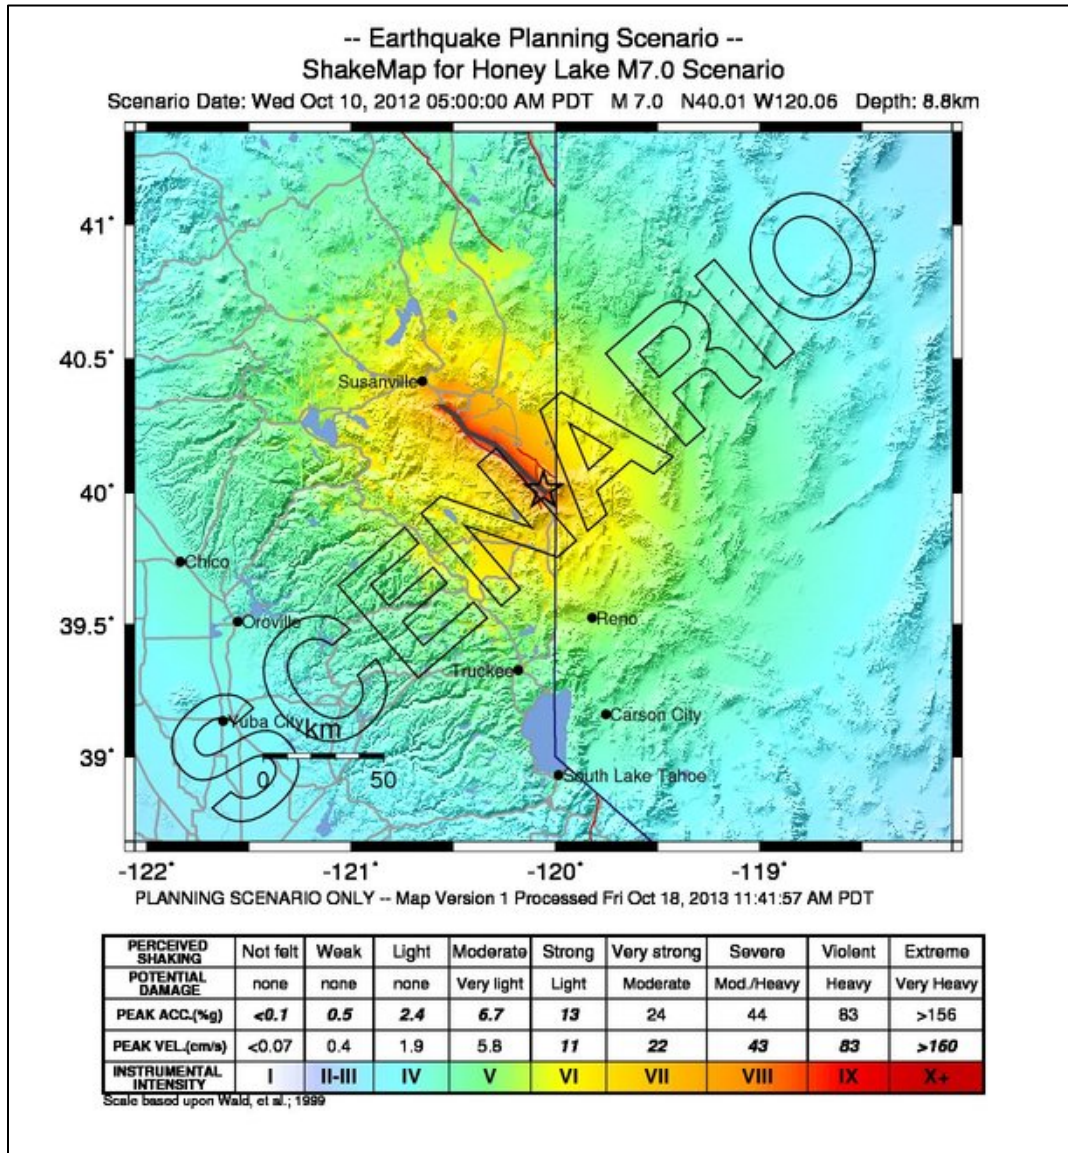 -- Earthquake Planning Scenario --
ShakeMap for Honey Lake M7.0 Scenario
Scenario Date: Wed Oct 10, 2012 05:00:00 AM PDT M 7.0 N40.01 W120.06 Depth: 8.8km
41°
40.5°
Susanville
40°
SCENARIO
Chico
39.5°
Oroville
Reno
Truckee
Yuba City
km
Carson City
39°
0 50
South Lake Tahoe
-122° -121° -120° -119°
PLANNING SCENARIO ONLY -- Map Version 1 Processed Fri Oct 18, 2013 11:41:57 AM PDT
PERCEIVED SHAKING Not felt Weak Light Moderate Strong Very strong Severe Violent Extreme
POTENTIAL DAMAGE none none none Very light Light Moderate Mod./Heavy Heavy Very Heavy
PEAK ACC.(%g) <0.1 0.5 2.4 6.7 13 24 44 83 >156
PEAK VEL.(cm/s) <0.07 0.4 1.9 5.8 11 22 43 83 >160
INSTRUMENTAL INTENSITY I II-III IV V VI VII VIII IX X+
Scale based upon Wald, et al.; 1999